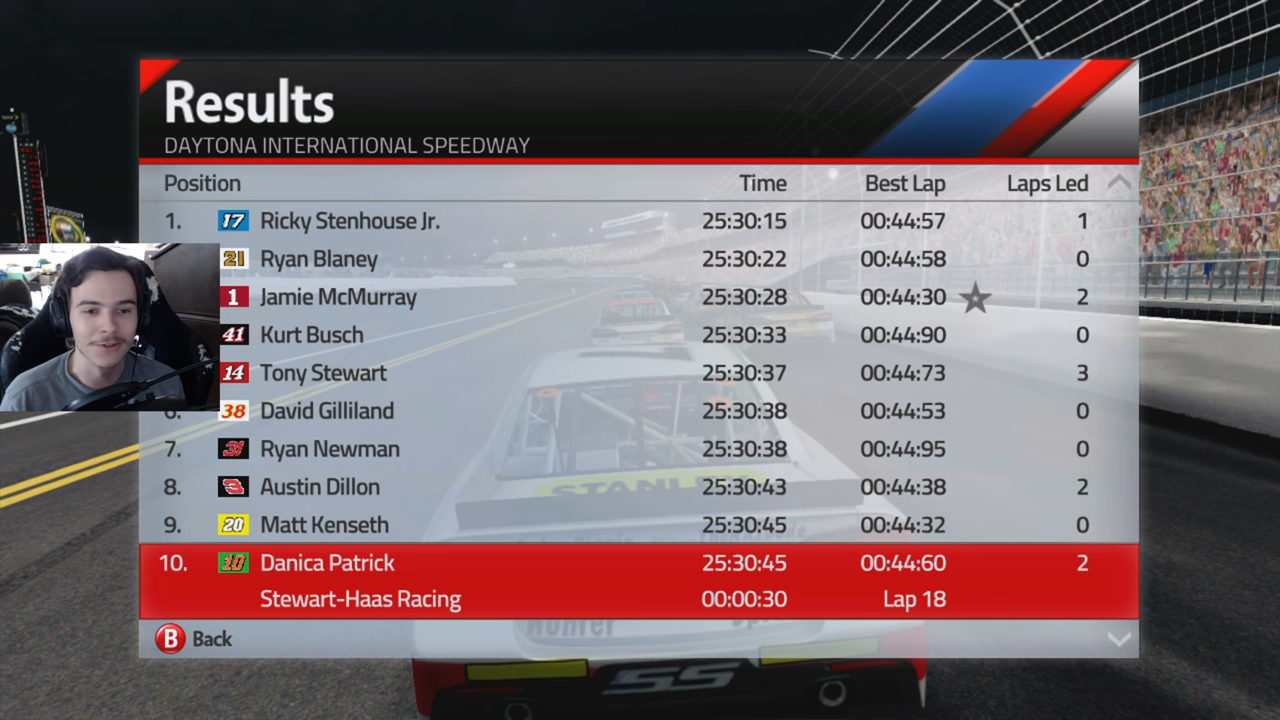 Results
DAYTONA INTERNATIONAL SPEEDWAY
Position Time Best Lap Laps Led
1. 17 Ricky Stenhouse Jr. 25:30:15 00:44:57 1
21 Ryan Blaney 25:30:22 00:44:58 0
1 Jamie McMurray 25:30:28 00:44:30 2
41 Kurt Busch 25:30:33 00:44:90 0
14 Tony Stewart 25:30:37 00:44:73 3
6. 38 David Gilliland 25:30:38 00:44:53 0
7. 31 Ryan Newman 25:30:38 00:44:95 0
8. 3 Austin Dillon 25:30:43 00:44:38 2
9. 20 Matt Kenseth 25:30:45 00:44:32 0
10. 10 Danica Patrick 25:30:45 00:44:60 2
Stewart-Haas Racing 00:00:30 Lap 18
B Back
STANLEY
SS